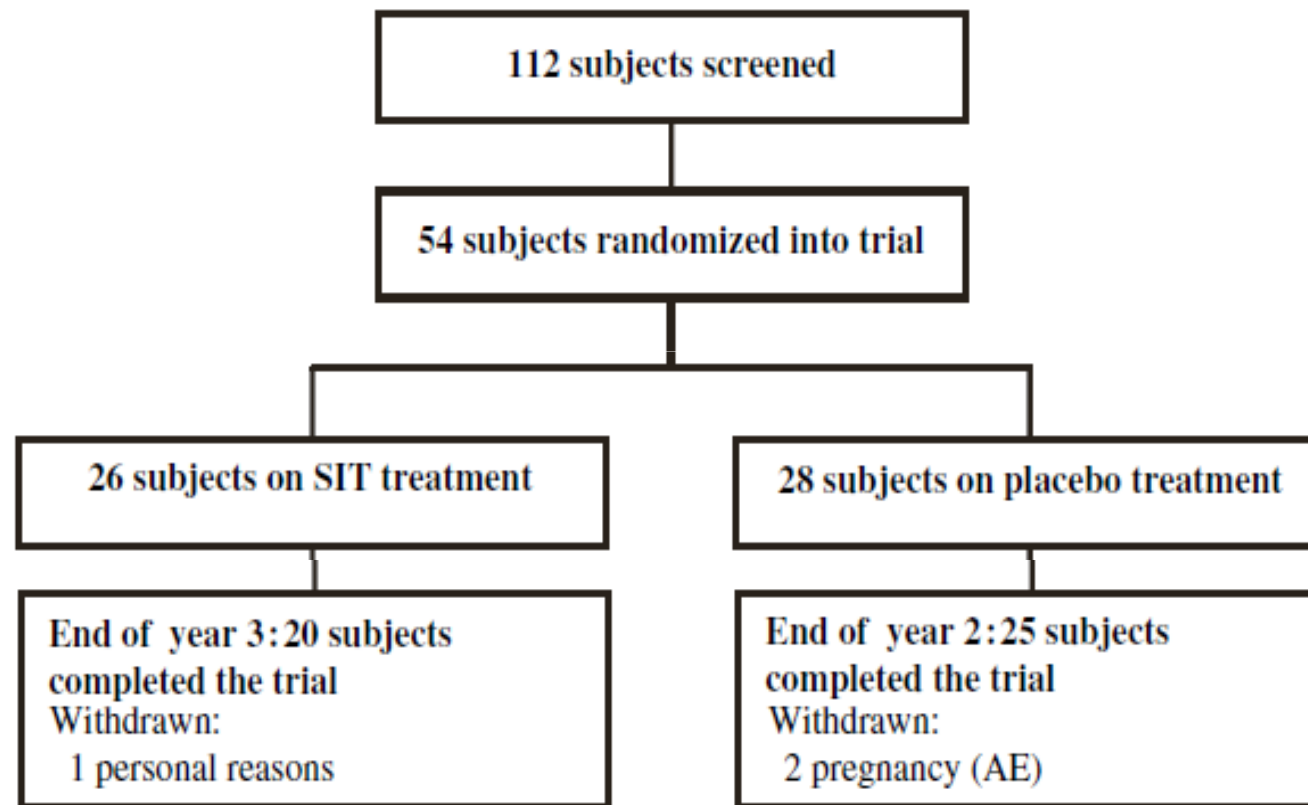 112 subjects screened
54 subjects randomized into trial
26 subjects on SIT treatment
28 subjects on placebo treatment
End of year 3:20 subjects
completed the trial
Withdrawn:
1 personal reasons
End of year 2:25 subjects
completed the trial
Withdrawn:
2 pregnancy (AE)